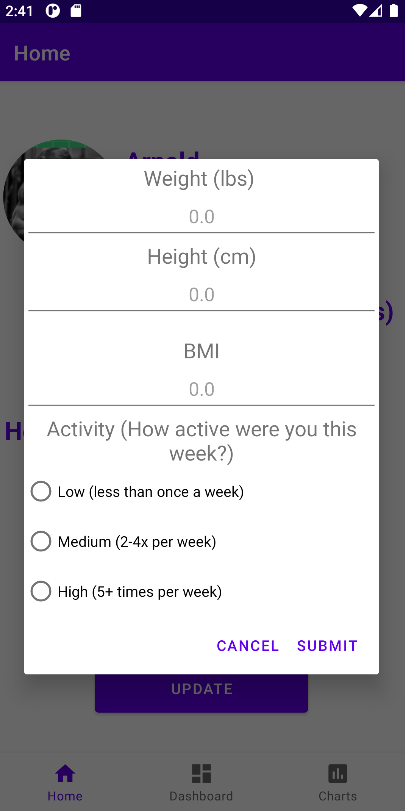 2:41
Home
Arnold
Weight (lbs)
0.0
Height (cm)
0.0
s)
BMI
0.0
Activity (How active were you this
week?)
Low (less than once a week)
Medium (2-4x per week)
High (5+ times per week)
CANCEL SUBMIT
UPDATE
Home Dashboard Charts